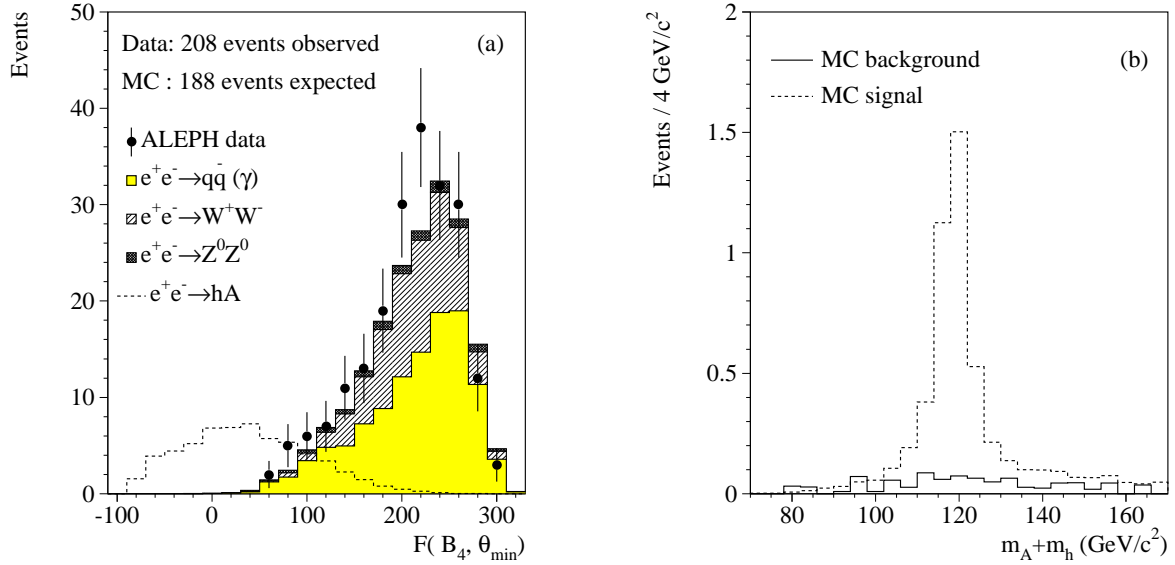 Events
50
40
30
20
10
0
Data: 208 events observed
(a)
MC : 188 events expected
ALEPH data
e⁺e⁻→qq̄ (γ)
e⁺e⁻→W⁺W⁻
e⁺e⁻→Z⁰Z⁰
e⁺e⁻→hA
-100 0 100 200 300
F( B₄, θmin)
Events / 4 GeV/c²
2
1.5
1
0.5
0
MC background
(b)
MC signal
80 100 120 140 160
m_A+m_h (GeV/c²)